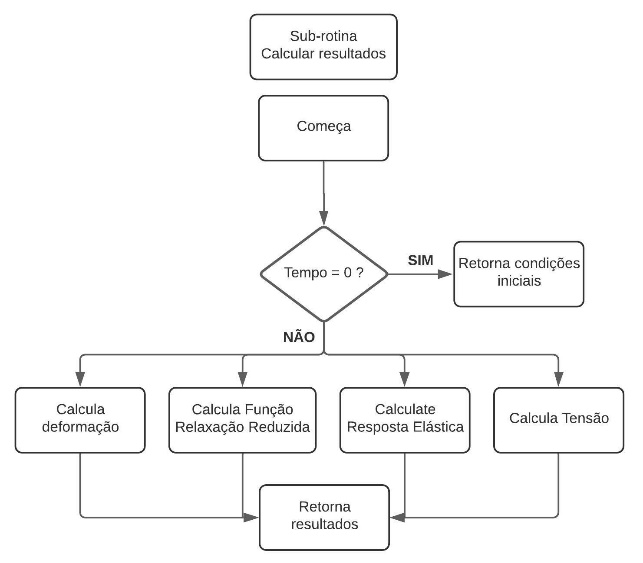 Sub-rotina
Calcular resultados
Começa
Tempo = 0 ?
SIM
Retorna condições
iniciais
NÃO
Calcula
deformação
Calcula Função
Relaxação Reduzida
Calculate
Resposta Elástica
Calcula Tensão
Retorna
resultados